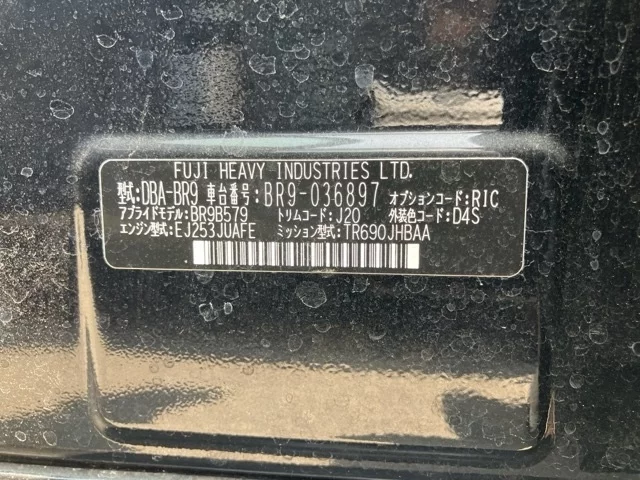 FUJI HEAVY INDUSTRIES LTD.
型式:DBA-BR9 車台番号:BR9-036897 オプションコード:RIC
アプライドモデル:BR9B579 トリムコード:J20 外装色コード:D4S
エンジン型式:EJ253JUAFE ミッション型式:TR690JHBAA